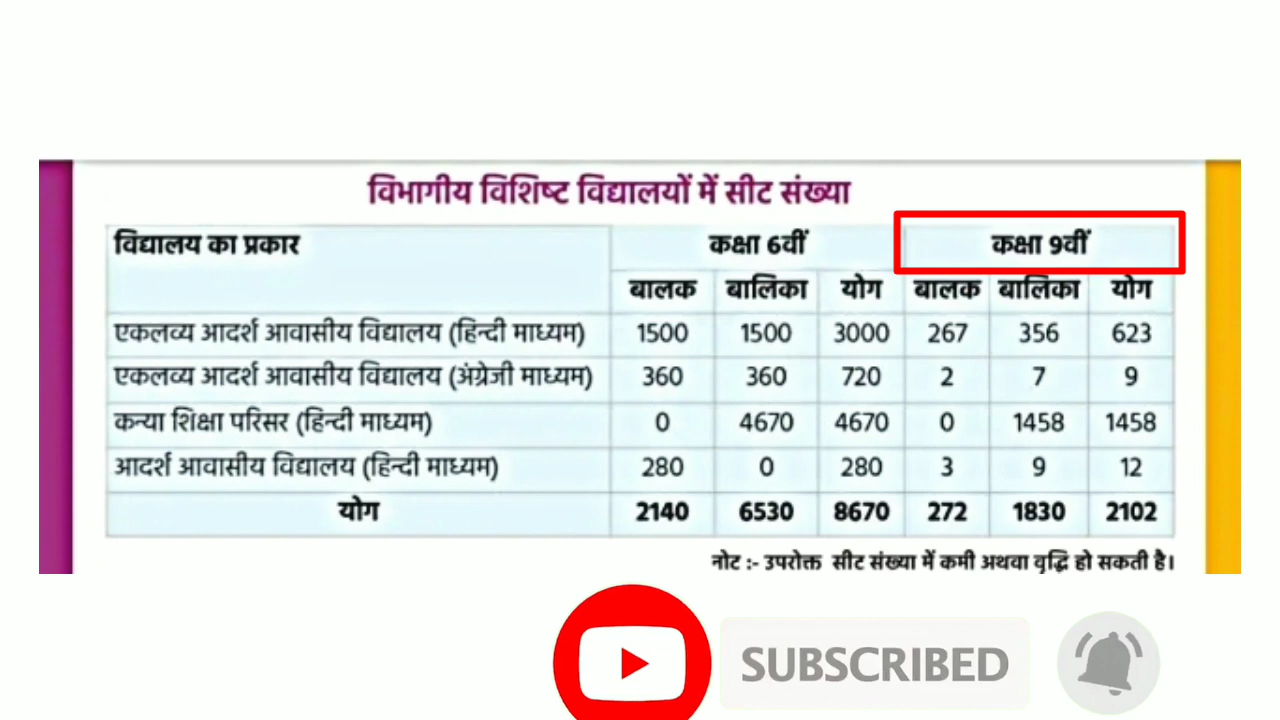 विभागीय विशिष्ट विद्यालयों में सीट संख्या
विद्यालय का प्रकार कक्षा 6वीं कक्षा 9वीं
बालक बालिका योग बालक बालिका योग
एकलव्य आदर्श आवासीय विद्यालय (हिन्दी माध्यम) 1500 1500 3000 267 356 623
एकलव्य आदर्श आवासीय विद्यालय (अंग्रेजी माध्यम) 360 360 720 2 7 9
कन्या शिक्षा परिसर (हिन्दी माध्यम) 0 4670 4670 0 1458 1458
आदर्श आवासीय विद्यालय (हिन्दी माध्यम) 280 0 280 3 9 12
योग 2140 6530 8670 272 1830 2102
नोट :- उपरोक्त सीट संख्या में कमी अथवा वृद्धि हो सकती है।
SUBSCRIBED